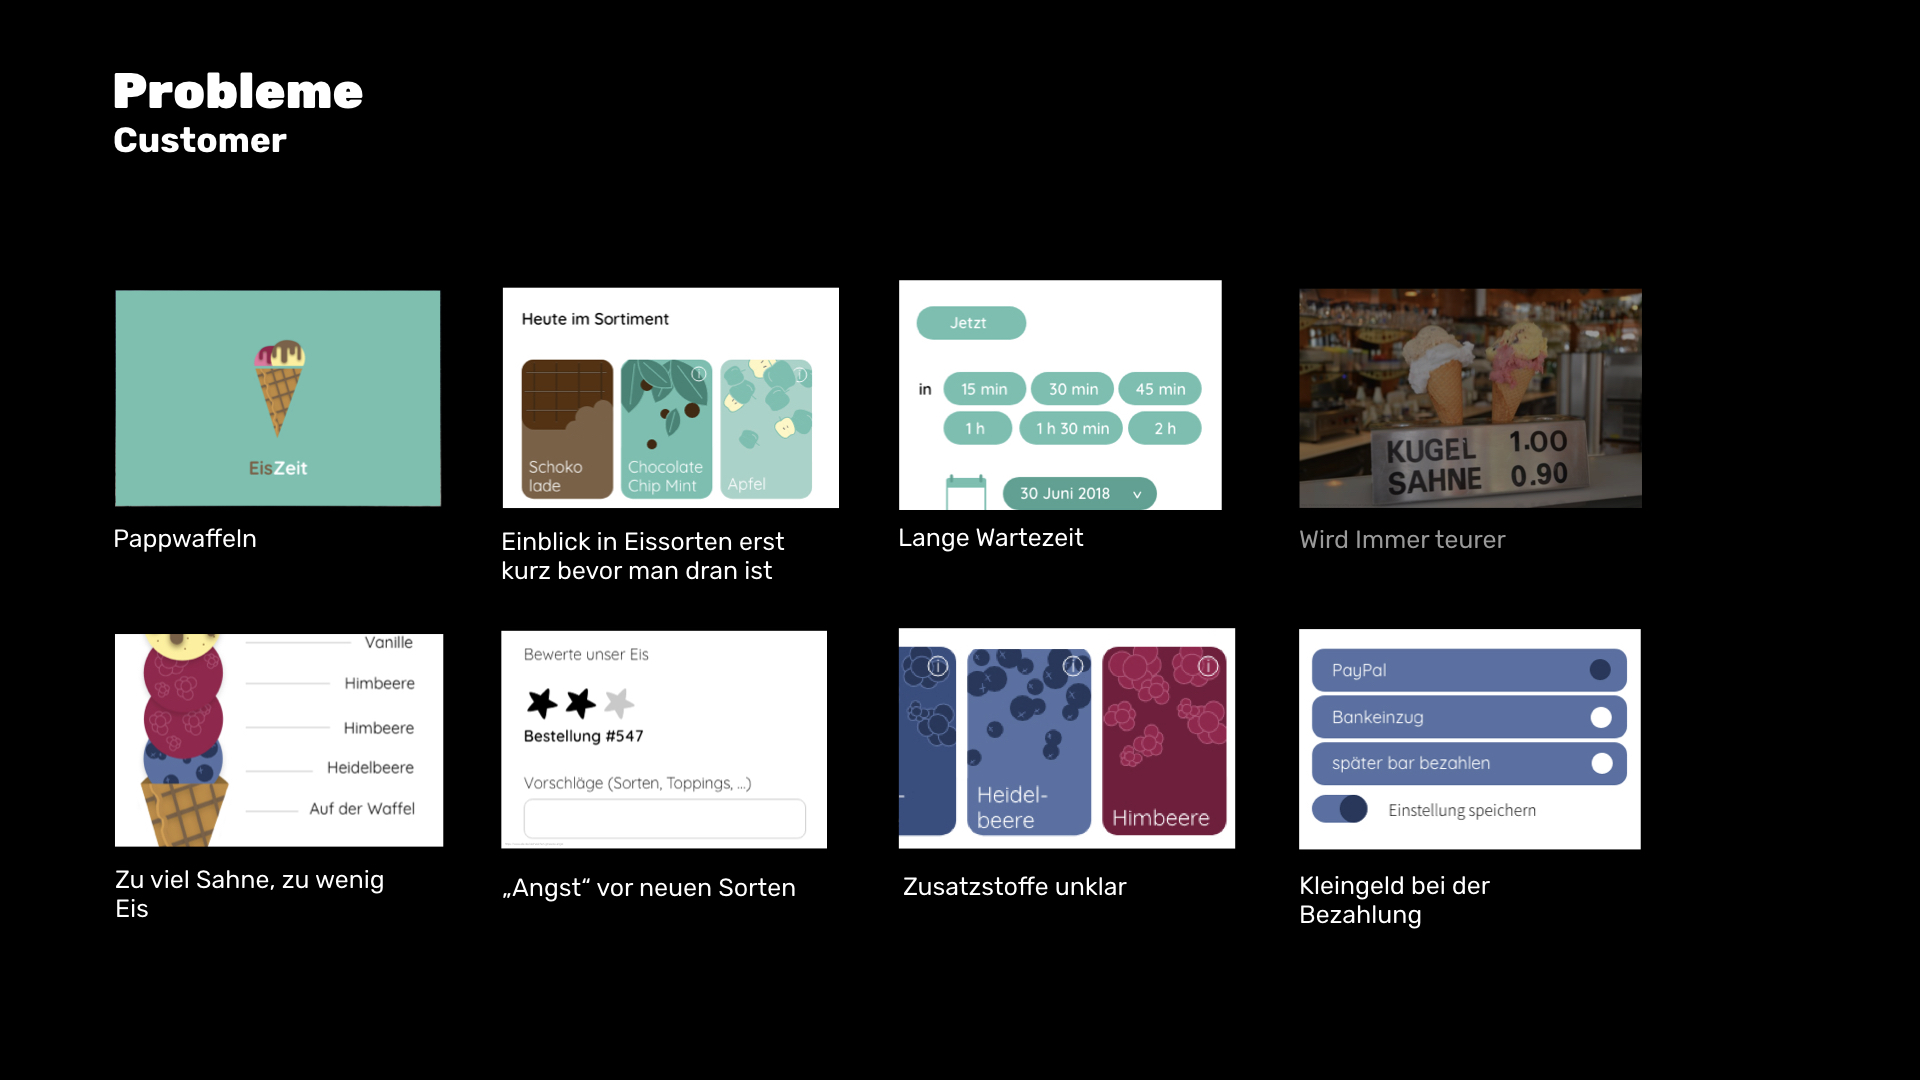 Probleme
Customer
EisZeit
Pappwaffeln
Heute im Sortiment
Schoko
lade
Chocolate
Chip Mint
Apfel
Einblick in Eissorten erst
kurz bevor man dran ist
Jetzt
in 15 min 30 min 45 min
1 h 1 h 30 min 2 h
30 Juni 2018
Lange Wartezeit
KUGEL 1.00
SAHNE 0.90
Wird Immer teurer
Vanille
Himbeere
Himbeere
Heidelbeere
Auf der Waffel
Zu viel Sahne, zu wenig
Eis
Bewerte unser Eis
Bestellung #547
Vorschläge (Sorten, Toppings, ...)
„Angst“ vor neuen Sorten
-
Heidel-
beere
Himbeere
Zusatzstoffe unklar
PayPal
Bankeinzug
später bar bezahlen
Einstellung speichern
Kleingeld bei der
Bezahlung